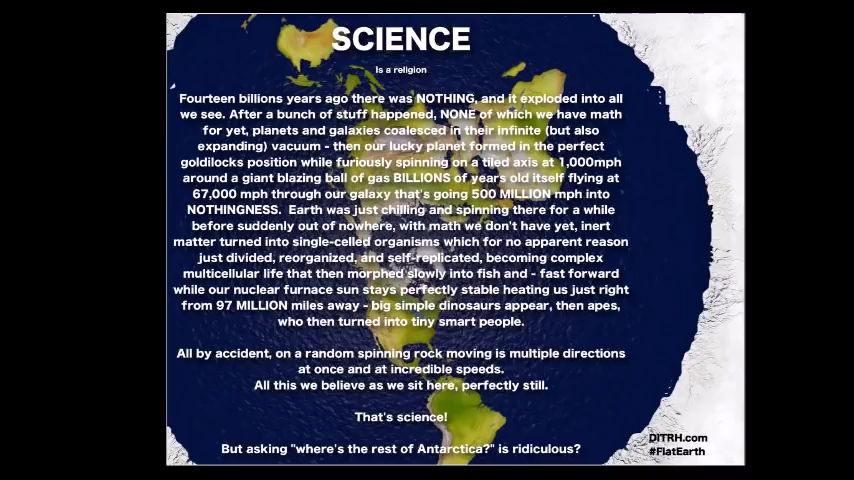 SCIENCE
Is a religion
Fourteen billions years ago there was NOTHING, and it exploded into all
we see. After a bunch of stuff happened, NONE of which we have math
for yet, planets and galaxies coalesced in their infinite (but also
expanding) vacuum - then our lucky planet formed in the perfect
goldilocks position while furiously spinning on a tiled axis at 1,000mph
around a giant blazing ball of gas BILLIONS of years old itself flying at
67,000 mph through our galaxy that's going 500 MILLION mph into
NOTHINGNESS. Earth was just chilling and spinning there for a while
before suddenly out of nowhere, with math we don't have yet, inert
matter turned into single-celled organisms which for no apparent reason
just divided, reorganized, and self-replicated, becoming complex
multicellular life that then morphed slowly into fish and - fast forward
while our nuclear furnace sun stays perfectly stable heating us just right
from 97 MILLION miles away - big simple dinosaurs appear, then apes,
who then turned into tiny smart people.
All by accident, on a random spinning rock moving is multiple directions
at once and at incredible speeds.
All this we believe as we sit here, perfectly still.
That's science!
But asking "where's the rest of Antarctica?" is ridiculous?
DITRH.com
#FlatEarth